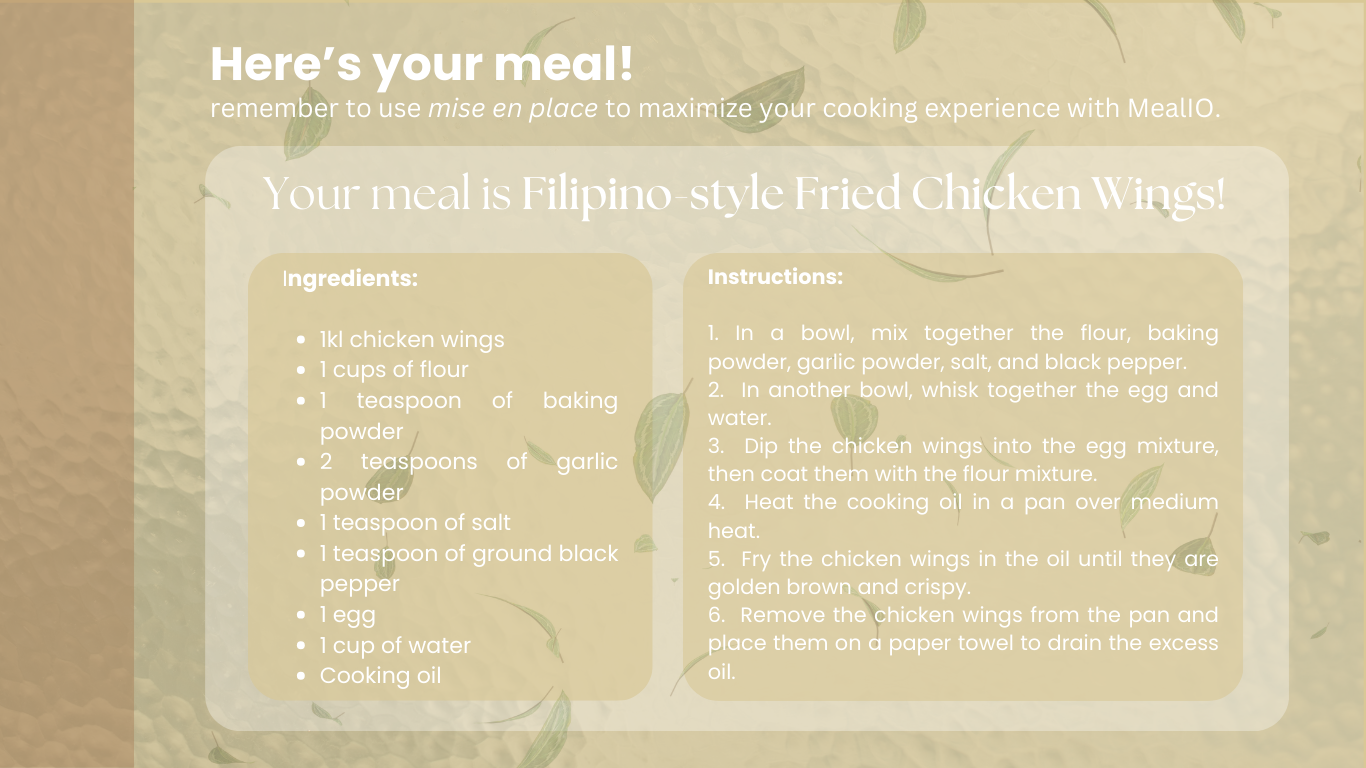 Here’s your meal!
remember to use mise en place to maximize your cooking experience with MealIO.
Your meal is Filipino-style Fried Chicken Wings!
Ingredients:
• 1kl chicken wings
• 1 cups of flour
• 1 teaspoon of baking
powder
• 2 teaspoons of garlic
powder
• 1 teaspoon of salt
• 1 teaspoon of ground black
pepper
• 1 egg
• 1 cup of water
• Cooking oil
Instructions:
1. In a bowl, mix together the flour, baking
powder, garlic powder, salt, and black pepper.
2. In another bowl, whisk together the egg and
water.
3. Dip the chicken wings into the egg mixture,
then coat them with the flour mixture.
4. Heat the cooking oil in a pan over medium
heat.
5. Fry the chicken wings in the oil until they are
golden brown and crispy.
6. Remove the chicken wings from the pan and
place them on a paper towel to drain the excess
oil.